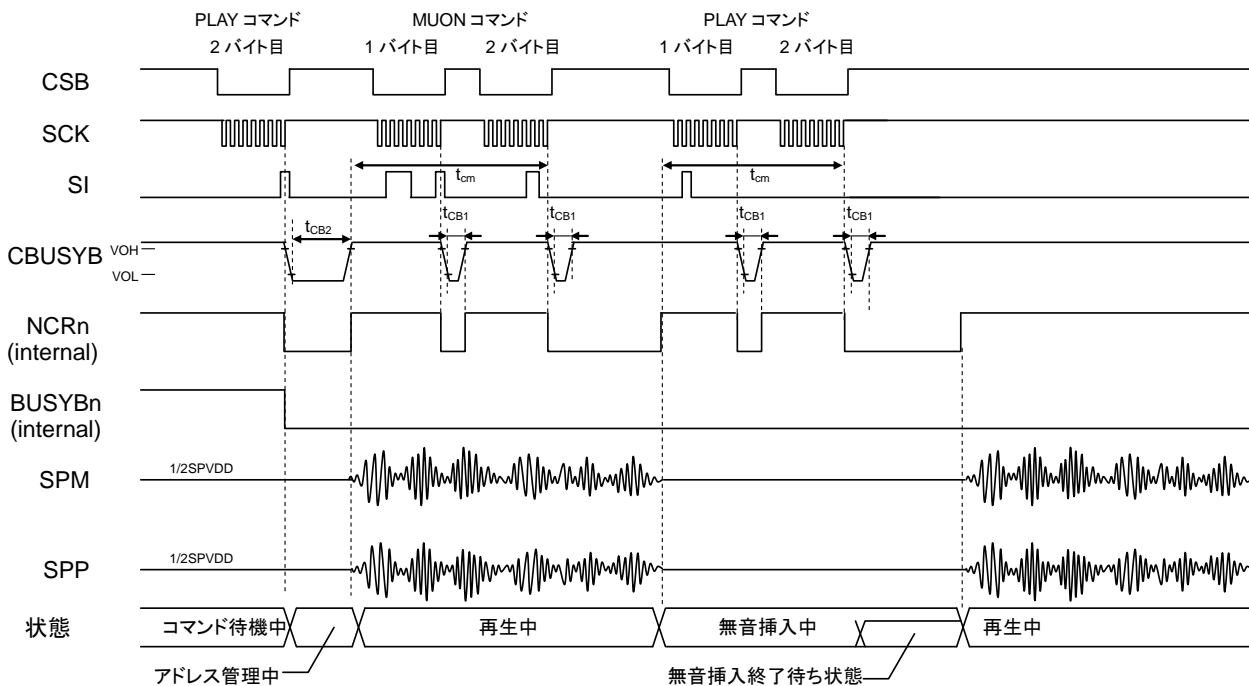 PLAY コマンド
MUON コマンド
PLAY コマンド
2 バイト目
1 バイト目
2 バイト目
1 バイト目
2 バイト目
CSB
SCK
SI
tcm
tcm
tCB2
tCB1
tCB1
tCB1
tCB1
CBUSYB
VOH
VOL
NCRn
(internal)
BUSYBn
(internal)
SPM
1/2SPVDD
SPP
1/2SPVDD
状態
コマンド待機中
再生中
無音挿入中
再生中
アドレス管理中
無音挿入終了待ち状態